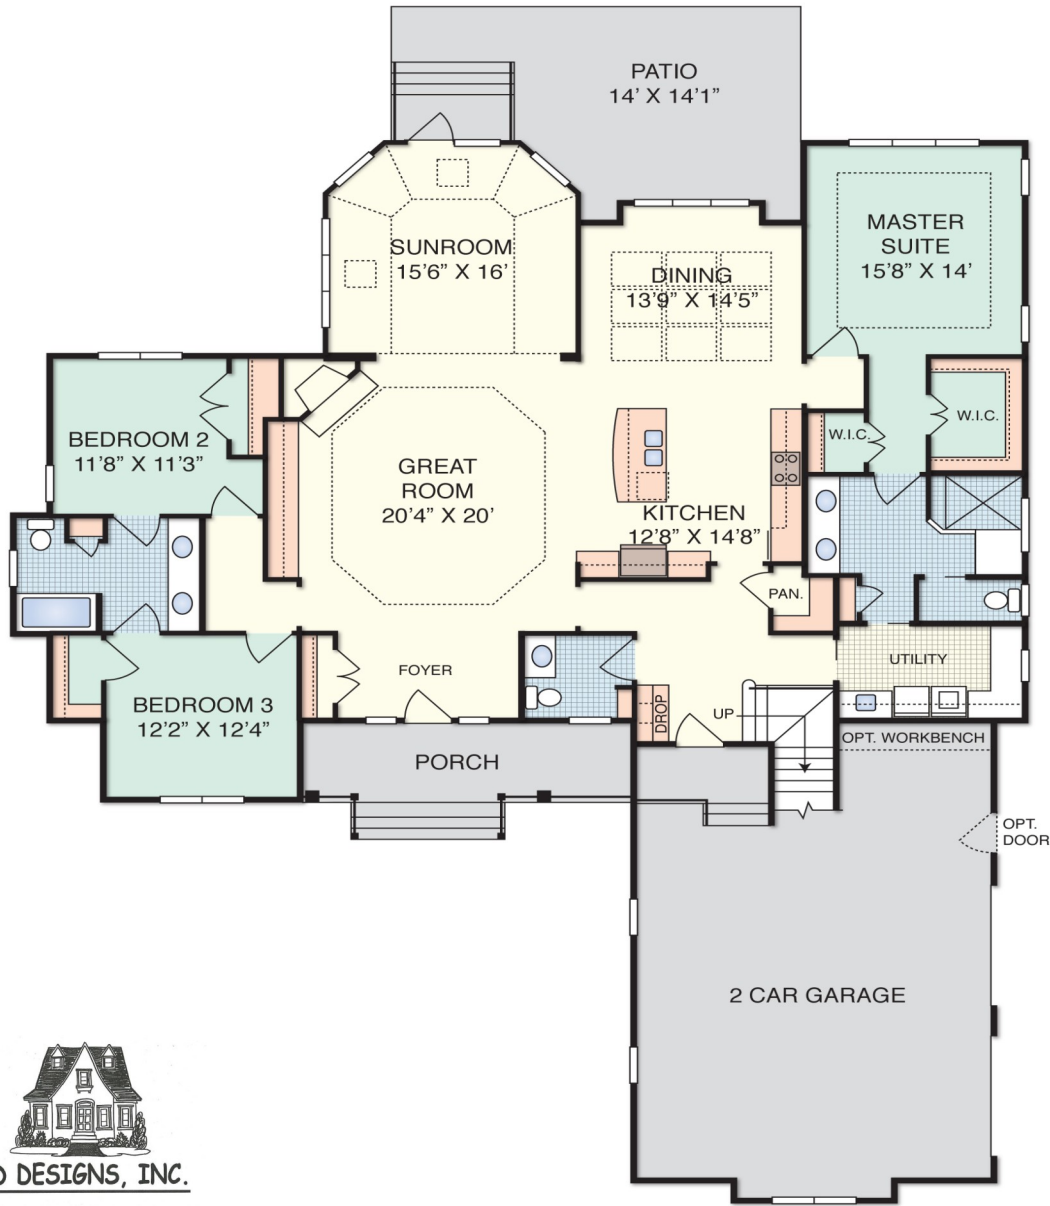 PATIO
14' X 14'1"
SUNROOM
15'6" X 16'
DINING
13'9" X 14'5"
MASTER
SUITE
15'8" X 14'
BEDROOM 2
11'8" X 11'3"
GREAT
ROOM
20'4" X 20'
KITCHEN
12'8" X 14'8"
W.I.C.
W.I.C.
PAN.
UTILITY
BEDROOM 3
12'2" X 12'4"
FOYER
DROP
UP
OPT. WORKBENCH
PORCH
OPT.
DOOR
2 CAR GARAGE
DESIGNS, INC.